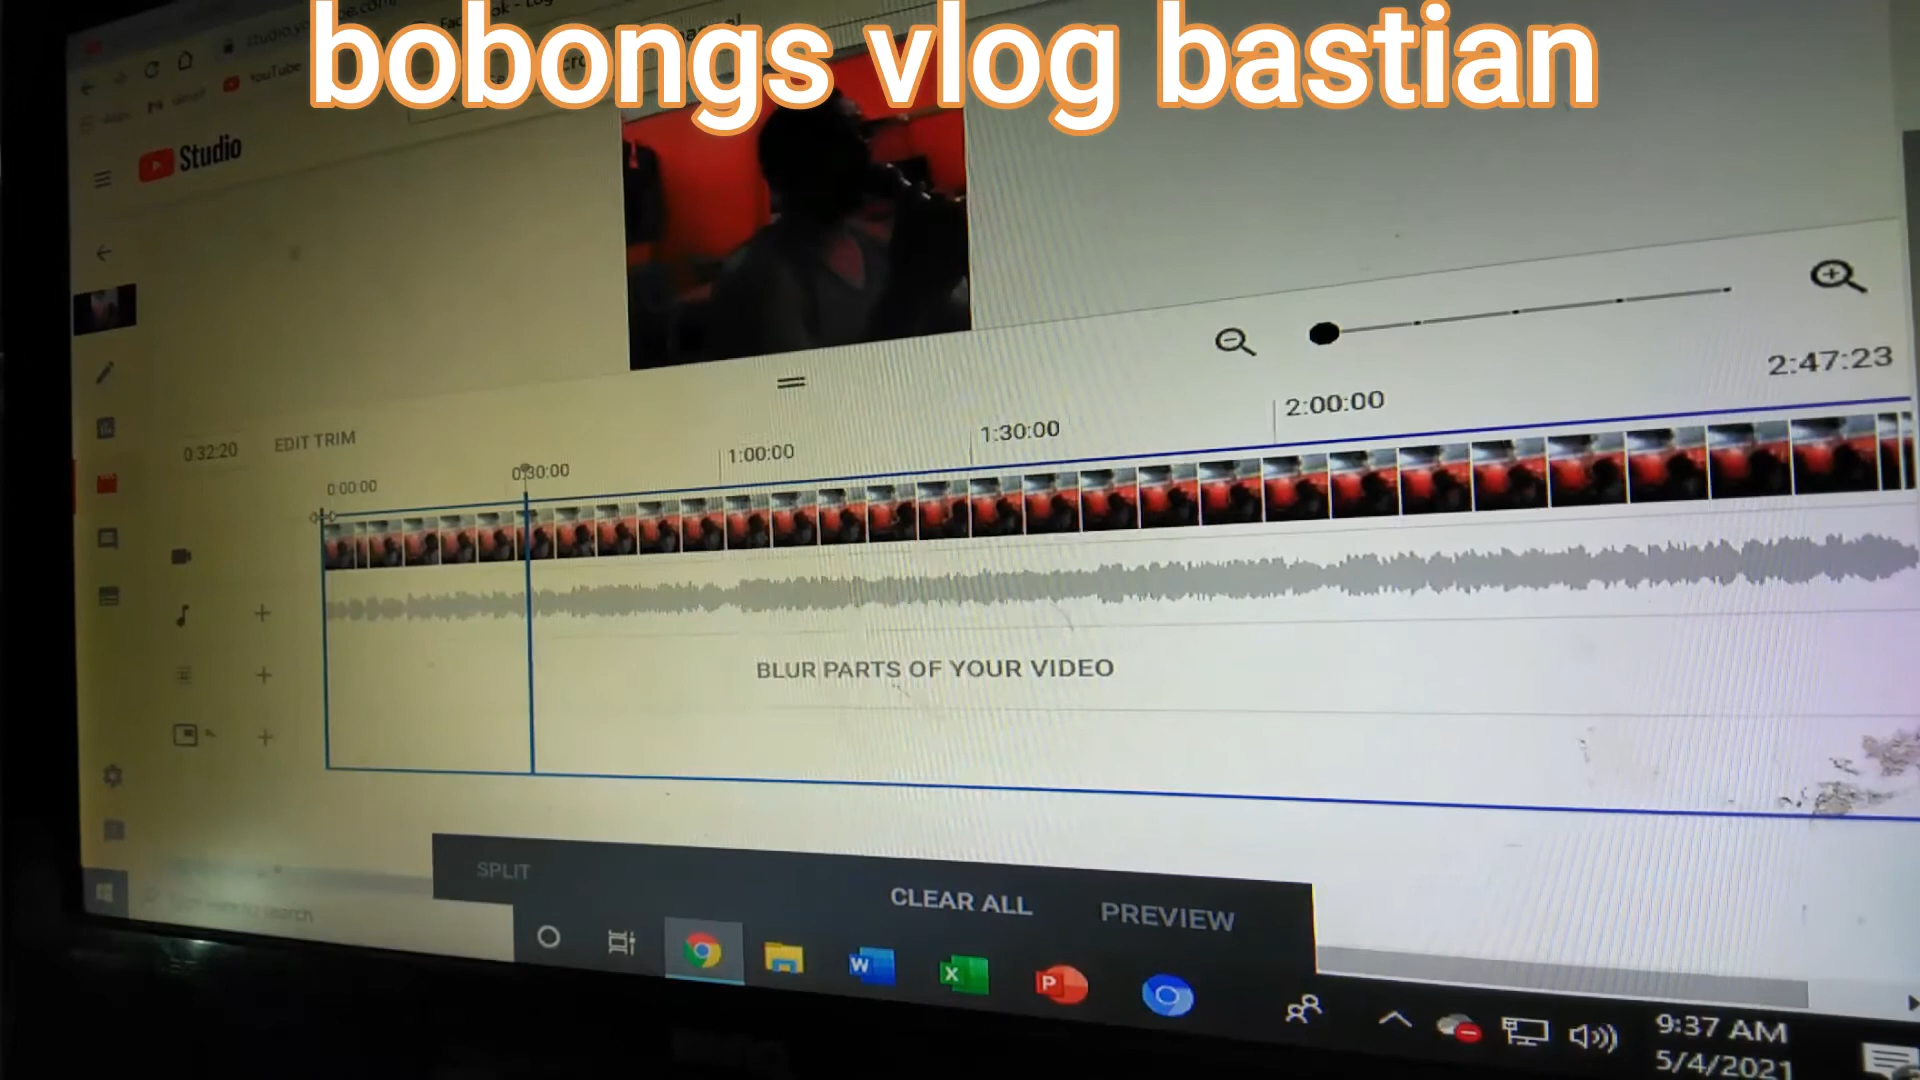 bobongs vlog bastian
YouTube
Studio
2:47:23
0:32:20
EDIT TRIM
0:00:00
0:30:00
1:00:00
1:30:00
2:00:00
BLUR PARTS OF YOUR VIDEO
SPLIT
CLEAR ALL
PREVIEW
9:37 AM
5/4/2021